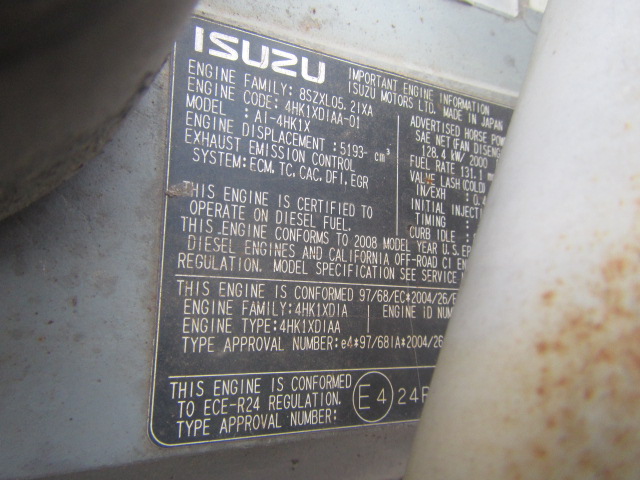 ISUZU
IMPORTANT ENGINE INFORMATION
ISUZU MOTORS LTD. MADE IN JAPAN
ENGINE FAMILY: 8SZXL05.2IXA
ENGINE CODE: 4HK1XDIAA-01
MODEL : AI-4HK1X
ENGINE DISPLACEMENT : 5193- cm³
EXHAUST EMISSION CONTROL
SYSTEM: ECM, TC, CAC, DFI, EGR
ADVERTISED HORSE POW
SAE NET (FAN DISENG
128.4 kW/ 2000
FUEL RATE 131.1 m
VALVE LASH (COLD
IN/EXH : 0.4
INITIAL INJECT
TIMING :
CURB IDLE :
THIS ENGINE IS CERTIFIED TO
OPERATE ON DIESEL FUEL.
THIS ENGINE CONFORMS TO 2008 MODEL YEAR U.S.EP
DIESEL ENGINES AND CALIFORNIA OFF-ROAD CI EN
REGULATION. MODEL SPECIFICATION SEE SERVICE
THIS ENGINE IS CONFORMED 97/68/EC*2004/26/E
ENGINE FAMILY: 4HK1XDIA
ENGINE ID NUMB
ENGINE TYPE: 4HK1XDIAA
TYPE APPROVAL NUMBER: e4*97/68IA*2004/26
THIS ENGINE IS CONFORMED
TO ECE-R24 REGULATION.
TYPE APPROVAL NUMBER:
E4 24R